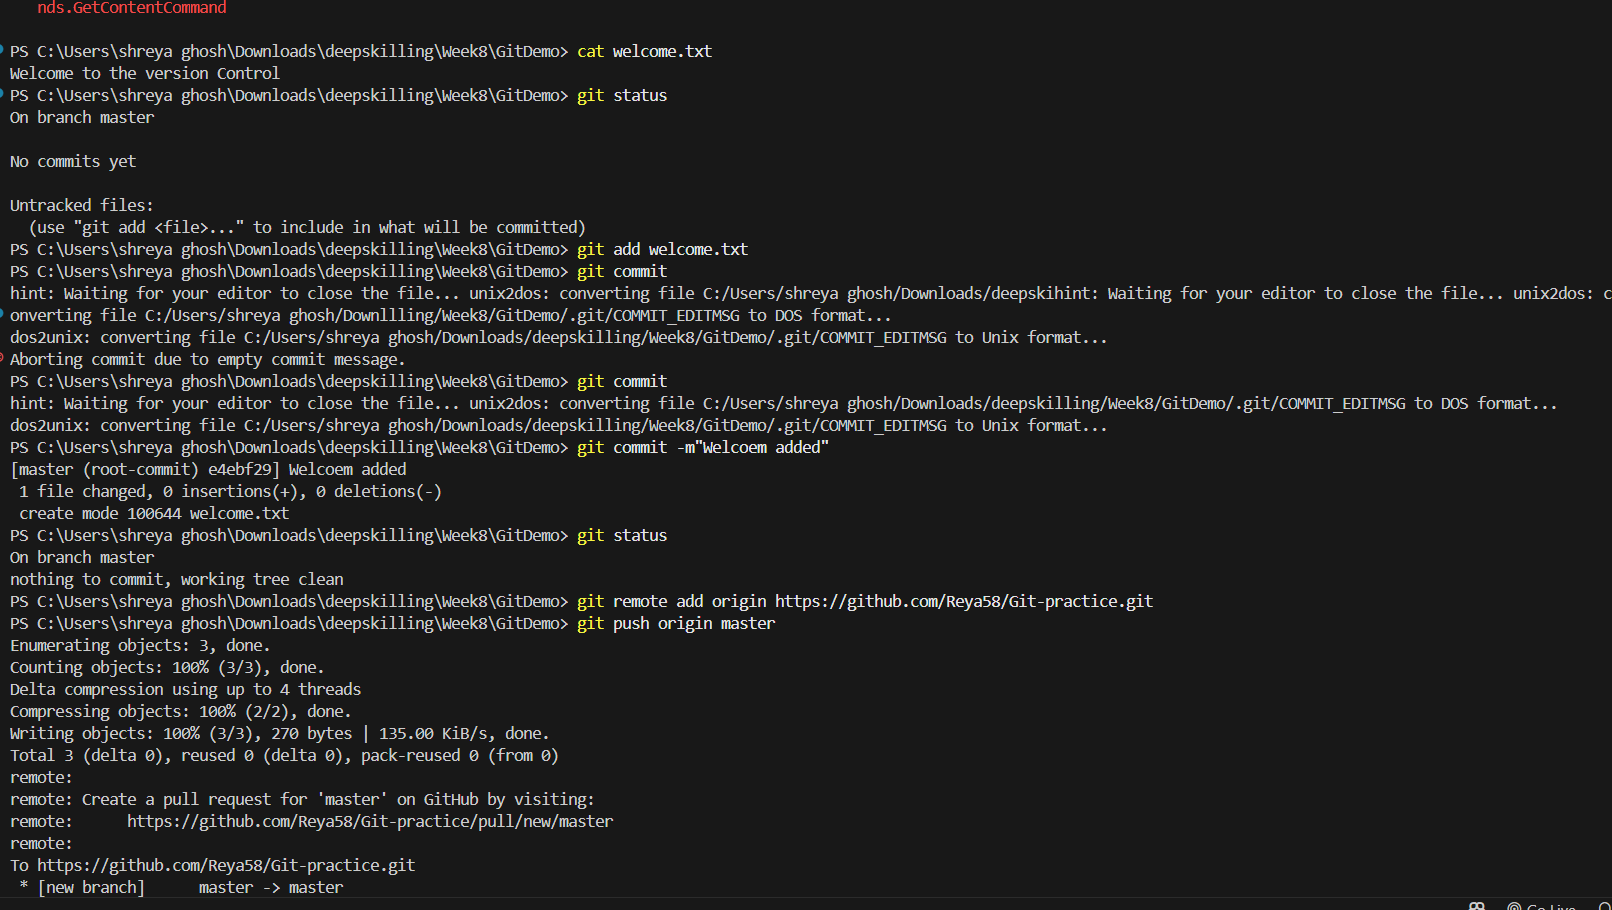 nds.GetContentCommand
PS C:\Users\shreya ghosh\Downloads\deepskilling\Week8\GitDemo> cat welcome.txt
Welcome to the version Control
PS C:\Users\shreya ghosh\Downloads\deepskilling\Week8\GitDemo> git status
On branch master
No commits yet
Untracked files:
  (use "git add <file>..." to include in what will be committed)
PS C:\Users\shreya ghosh\Downloads\deepskilling\Week8\GitDemo> git add welcome.txt
PS C:\Users\shreya ghosh\Downloads\deepskilling\Week8\GitDemo> git commit
hint: Waiting for your editor to close the file... unix2dos: converting file C:/Users/shreya ghosh/Downloads/deepskihint: Waiting for your editor to close the file... unix2dos: c
onverting file C:/Users/shreya ghosh/Downllling/Week8/GitDemo/.git/COMMIT_EDITMSG to DOS format...
dos2unix: converting file C:/Users/shreya ghosh/Downloads/deepskilling/Week8/GitDemo/.git/COMMIT_EDITMSG to Unix format...
Aborting commit due to empty commit message.
PS C:\Users\shreya ghosh\Downloads\deepskilling\Week8\GitDemo> git commit
hint: Waiting for your editor to close the file... unix2dos: converting file C:/Users/shreya ghosh/Downloads/deepskilling/Week8/GitDemo/.git/COMMIT_EDITMSG to DOS format...
dos2unix: converting file C:/Users/shreya ghosh/Downloads/deepskilling/Week8/GitDemo/.git/COMMIT_EDITMSG to Unix format...
PS C:\Users\shreya ghosh\Downloads\deepskilling\Week8\GitDemo> git commit -m"Welcoem added"
[master (root-commit) e4ebf29] Welcoem added
 1 file changed, 0 insertions(+), 0 deletions(-)
 create mode 100644 welcome.txt
PS C:\Users\shreya ghosh\Downloads\deepskilling\Week8\GitDemo> git status
On branch master
nothing to commit, working tree clean
PS C:\Users\shreya ghosh\Downloads\deepskilling\Week8\GitDemo> git remote add origin https://github.com/Reya58/Git-practice.git
PS C:\Users\shreya ghosh\Downloads\deepskilling\Week8\GitDemo> git push origin master
Enumerating objects: 3, done.
Counting objects: 100% (3/3), done.
Delta compression using up to 4 threads
Compressing objects: 100% (2/2), done.
Writing objects: 100% (3/3), 270 bytes | 135.00 KiB/s, done.
Total 3 (delta 0), reused 0 (delta 0), pack-reused 0 (from 0)
remote:
remote: Create a pull request for 'master' on GitHub by visiting:
remote:      https://github.com/Reya58/Git-practice/pull/new/master
remote:
To https://github.com/Reya58/Git-practice.git
 * [new branch]      master -> master
Go Live